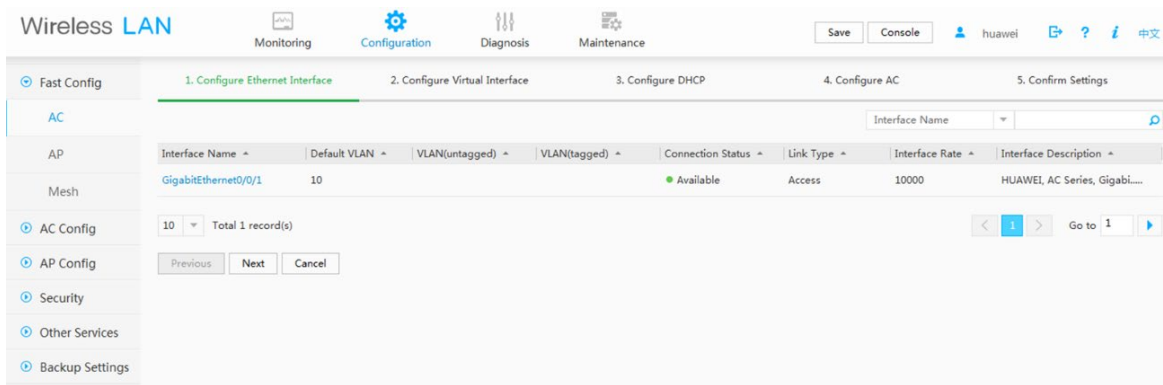 Wireless LAN
Monitoring
Configuration
Diagnosis
Maintenance
Save
Console
huawei
?
i
中文
Fast Config
AC
AP
Mesh
AC Config
AP Config
Security
Other Services
Backup Settings
1. Configure Ethernet Interface 2. Configure Virtual Interface 3. Configure DHCP 4. Configure AC 5. Confirm Settings
Interface Name
Interface Name Default VLAN VLAN(untagged) VLAN(tagged) Connection Status Link Type Interface Rate Interface Description
GigabitEthernet0/0/1 10 Available Access 10000 HUAWEI, AC Series, Gigabi.....
10 Total 1 record(s) < 1 > Go to 1
Previous Next Cancel